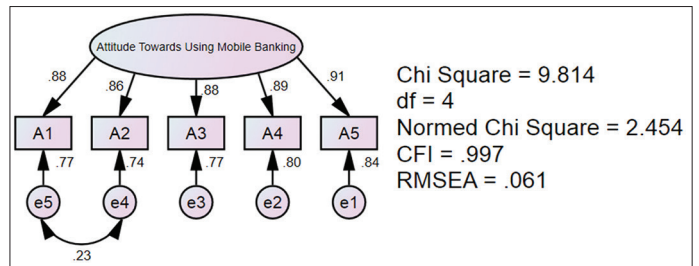 Attitude Towards Using Mobile Banking
.88
.86
.88
.89
.91
A1
A2
A3
A4
A5
.77
.74
.77
.80
.84
e5
e4
e3
e2
e1
.23
Chi Square = 9.814
df = 4
Normed Chi Square = 2.454
CFI = .997
RMSEA = .061